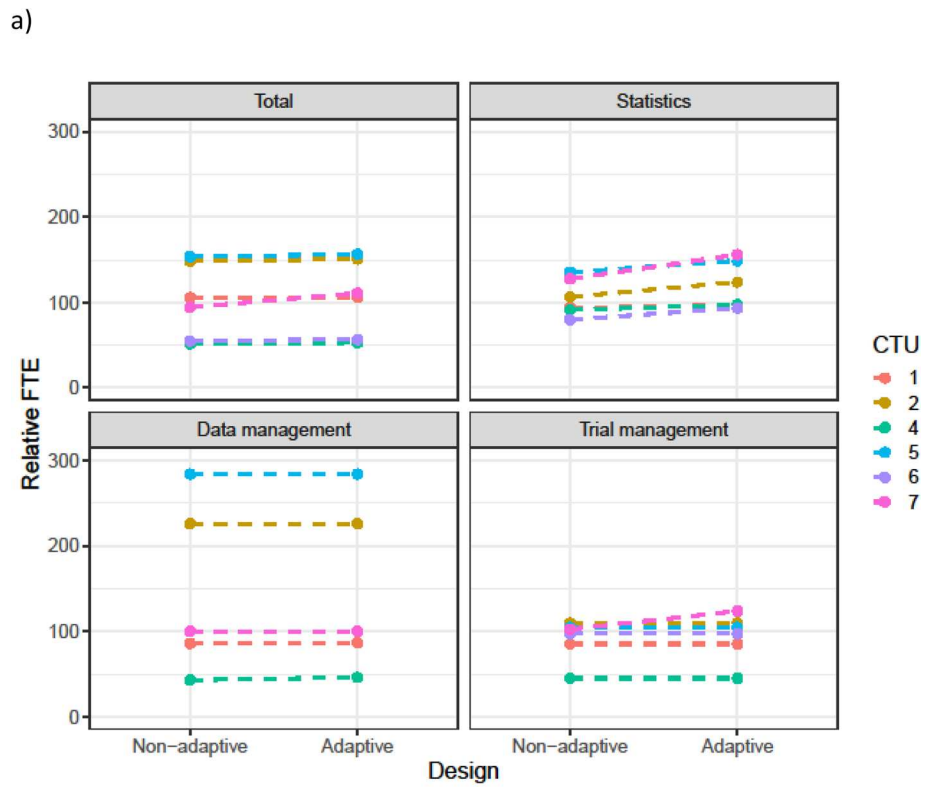 a)
Total
Statistics
300
200
100
0
Data management
Trial management
300
200
100
0
Relative FTE
Non−adaptive
Adaptive
Non−adaptive
Adaptive
Design
CTU
1
2
4
5
6
7